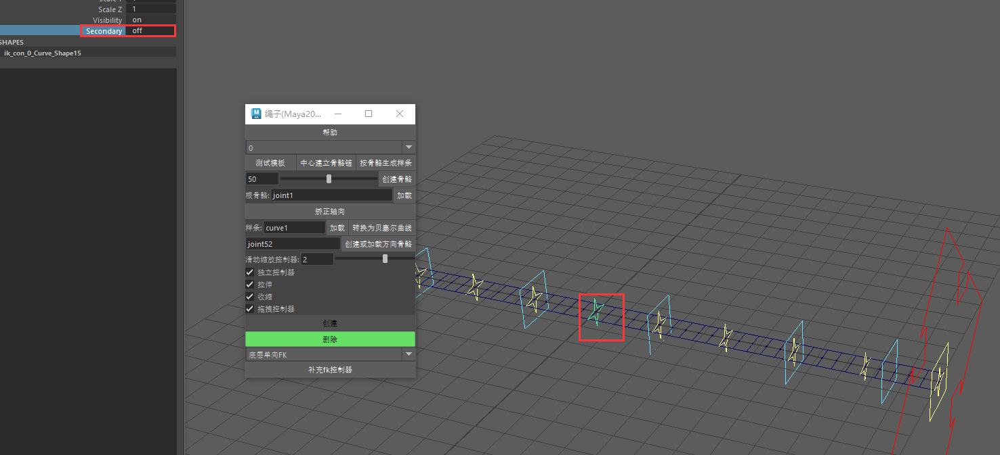 Scale Z 1
Visibility on
Secondary off
SHAPES
ik_con_0_Curve_Shape15
绳子(Maya20...
帮助
0
测试模板 中心建立骨骼链 按骨骼生成样条
50 创建骨骼
根骨骼: joint1 加载
矫正轴向
样条: curve1 加载 转换为贝塞尔曲线
joint52 创建或加载方向骨骼
滑动缩放控制器: 2
独立控制器
拉伸
收缩
拖拽控制器
创建
删除
底层单向FK
补充fk控制器